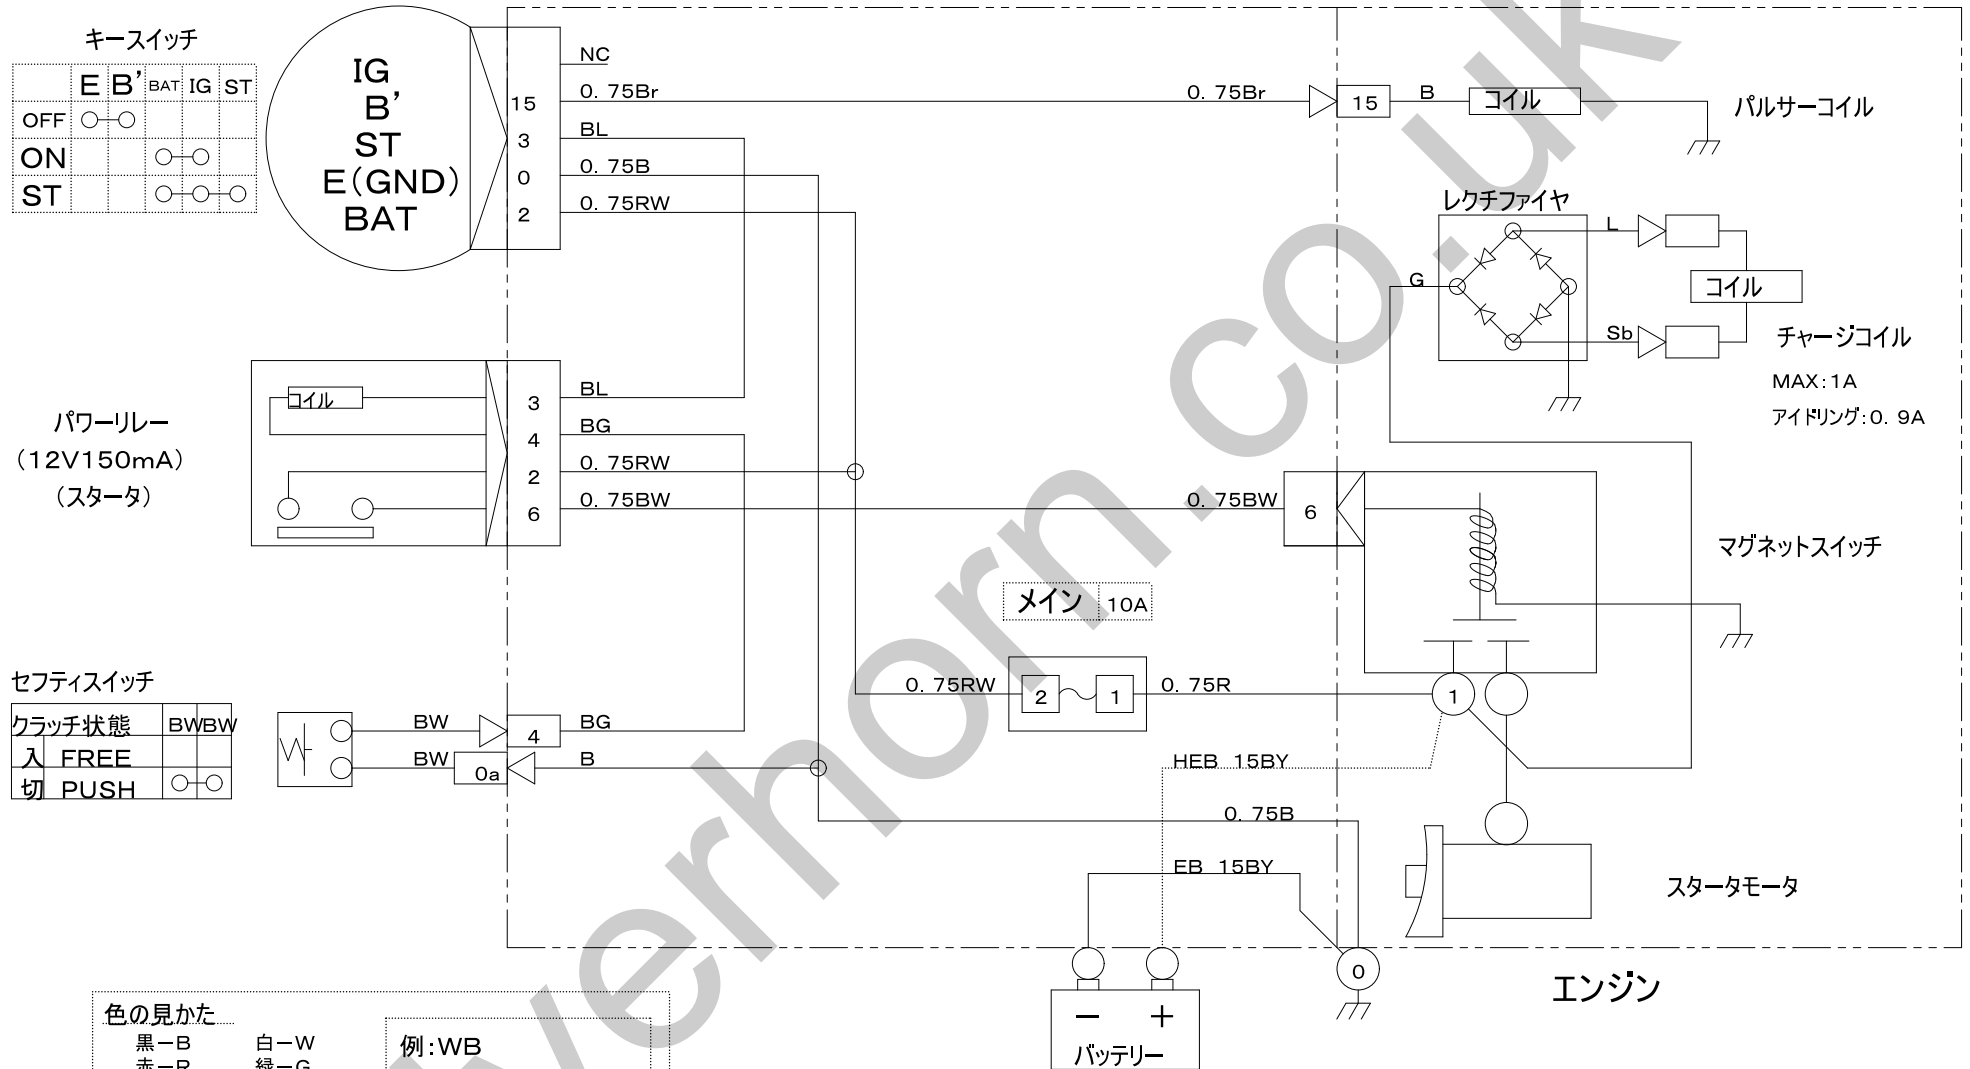 キースイッチ
E B' BAT IG ST
OFF
ON
ST
IG
B'
ST
E(GND)
BAT
NC
15 0. 75Br 0. 75Br 15 B コイル パルサーコイル
3 BL
0 0. 75B
2 0. 75RW
レクチファイヤ
L
G
コイル
Sb
チャージコイル
MAX:1A
アイドリング:0. 9A
パワーリレー
(12V150mA)
(スタータ)
コイル
3 BL
4 BG
2 0. 75RW
6 0. 75BW 0. 75BW 6
マグネットスイッチ
メイン 10A
0. 75RW 2 1 0. 75R 1
セフティスイッチ
クラッチ状態 BW BW
入 FREE
切 PUSH
BW 4 BG
BW 0a B
HEB 15BY
0. 75B
EB 15BY
スタータモータ
0
エンジン
− +
バッテリー
色の見かた
黒−B 白−W
赤−R 緑−G
例:WB
verhorn.co.uk